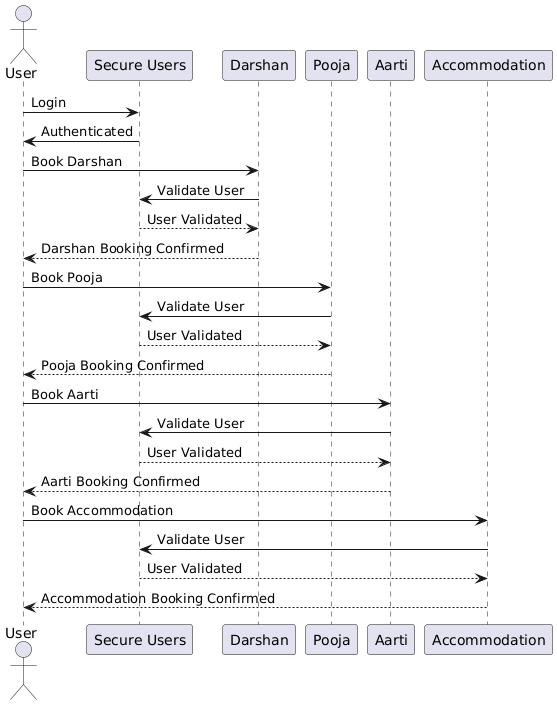 User
Secure Users
Darshan
Pooja
Aarti
Accommodation
Login
Authenticated
Book Darshan
Validate User
User Validated
Darshan Booking Confirmed
Book Pooja
Validate User
User Validated
Pooja Booking Confirmed
Book Aarti
Validate User
User Validated
Aarti Booking Confirmed
Book Accommodation
Validate User
User Validated
Accommodation Booking Confirmed
User
Secure Users
Darshan
Pooja
Aarti
Accommodation